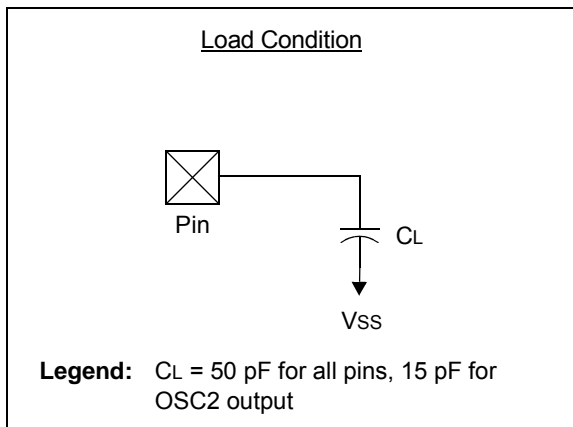 Load Condition
Pin
CL
VSS
Legend: CL = 50 pF for all pins, 15 pF for
OSC2 output